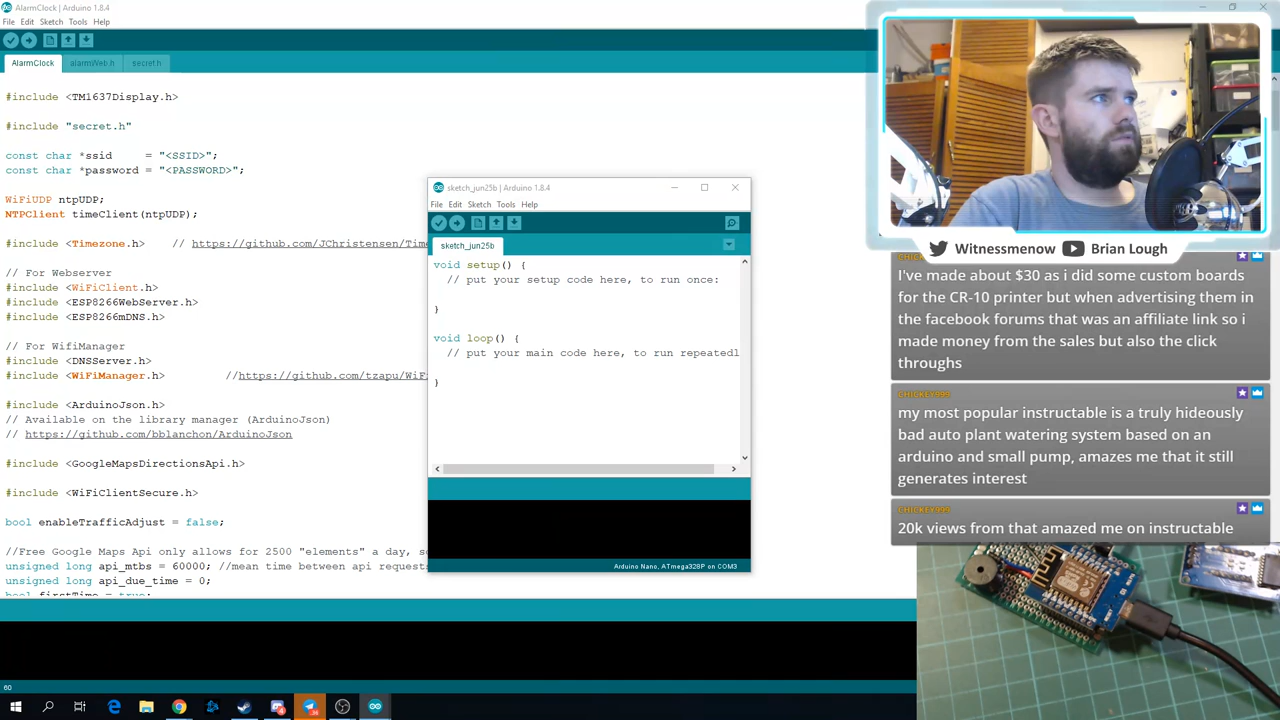 AlarmClock | Arduino 1.8.4
File Edit Sketch Tools Help
AlarmClock alarmWeb.h secret.h
#include <TM1637Display.h>
#include "secret.h"
const char *ssid = "<SSID>";
const char *password = "<PASSWORD>";
WiFiUDP ntpUDP;
NTPClient timeClient(ntpUDP);
#include <Timezone.h> // https://github.com/JChristensen/Time
// For Webserver
#include <WiFiClient.h>
#include <ESP8266WebServer.h>
#include <ESP8266mDNS.h>
// For WifiManager
#include <DNSServer.h>
#include <WiFiManager.h> //https://github.com/tzapu/WiF
#include <ArduinoJson.h>
// Available on the library manager (ArduinoJson)
// https://github.com/bblanchon/ArduinoJson
#include <GoogleMapsDirectionsApi.h>
#include <WiFiClientSecure.h>
bool enableTrafficAdjust = false;
//Free Google Maps Api only allows for 2500 "elements" a day, so
unsigned long api_mtbs = 60000; //mean time between api requests
unsigned long api_due_time = 0;
bool firstTime = true;
60
sketch_jun25b | Arduino 1.8.4
File Edit Sketch Tools Help
sketch_jun25b
void setup() {
// put your setup code here, to run once:
}
void loop() {
// put your main code here, to run repeatedl
}
Arduino Nano, ATmega328P on COM3
Witnessmenow Brian Lough
I've made about $30 as i did some custom boards
for the CR-10 printer but when advertising them in
the facebook forums that was an affiliate link so i
made money from the sales but also the click
throughs
CHICKEY999
my most popular instructable is a truly hideously
bad auto plant watering system based on an
arduino and small pump, amazes me that it still
generates interest
CHICKEY999
20k views from that amazed me on instructable